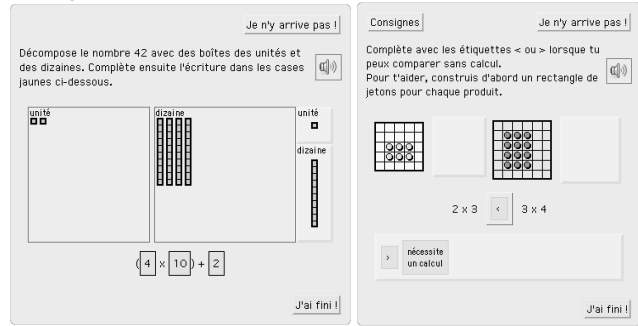 Je n'y arrive pas !
Décompose le nombre 42 avec des boîtes des unités et
des dizaines. Complète ensuite l'écriture dans les cases
jaunes ci-dessous.
unité
dizaine
unité
dizaine
(4 x 10) + 2
J'ai fini !
Consignes
Je n'y arrive pas !
Complète avec les étiquettes < ou > lorsque tu
peux comparer sans calcul.
Pour t'aider, construis d'abord un rectangle de
jetons pour chaque produit.
2 x 3 < 3 x 4
> nécessite
un calcul
J'ai fini !